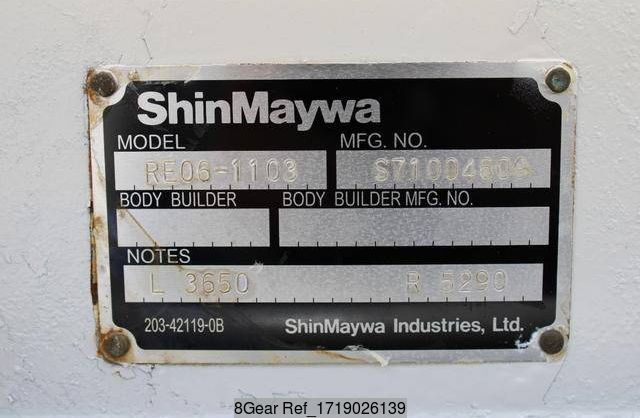 ShinMaywa
MODEL MFG. NO.
RE06-1103
BODY BUILDER BODY BUILDER MFG. NO.
NOTES
L 3650 R 5290
203-42119-0B ShinMaywa Industries, Ltd.
8Gear Ref_1719026139